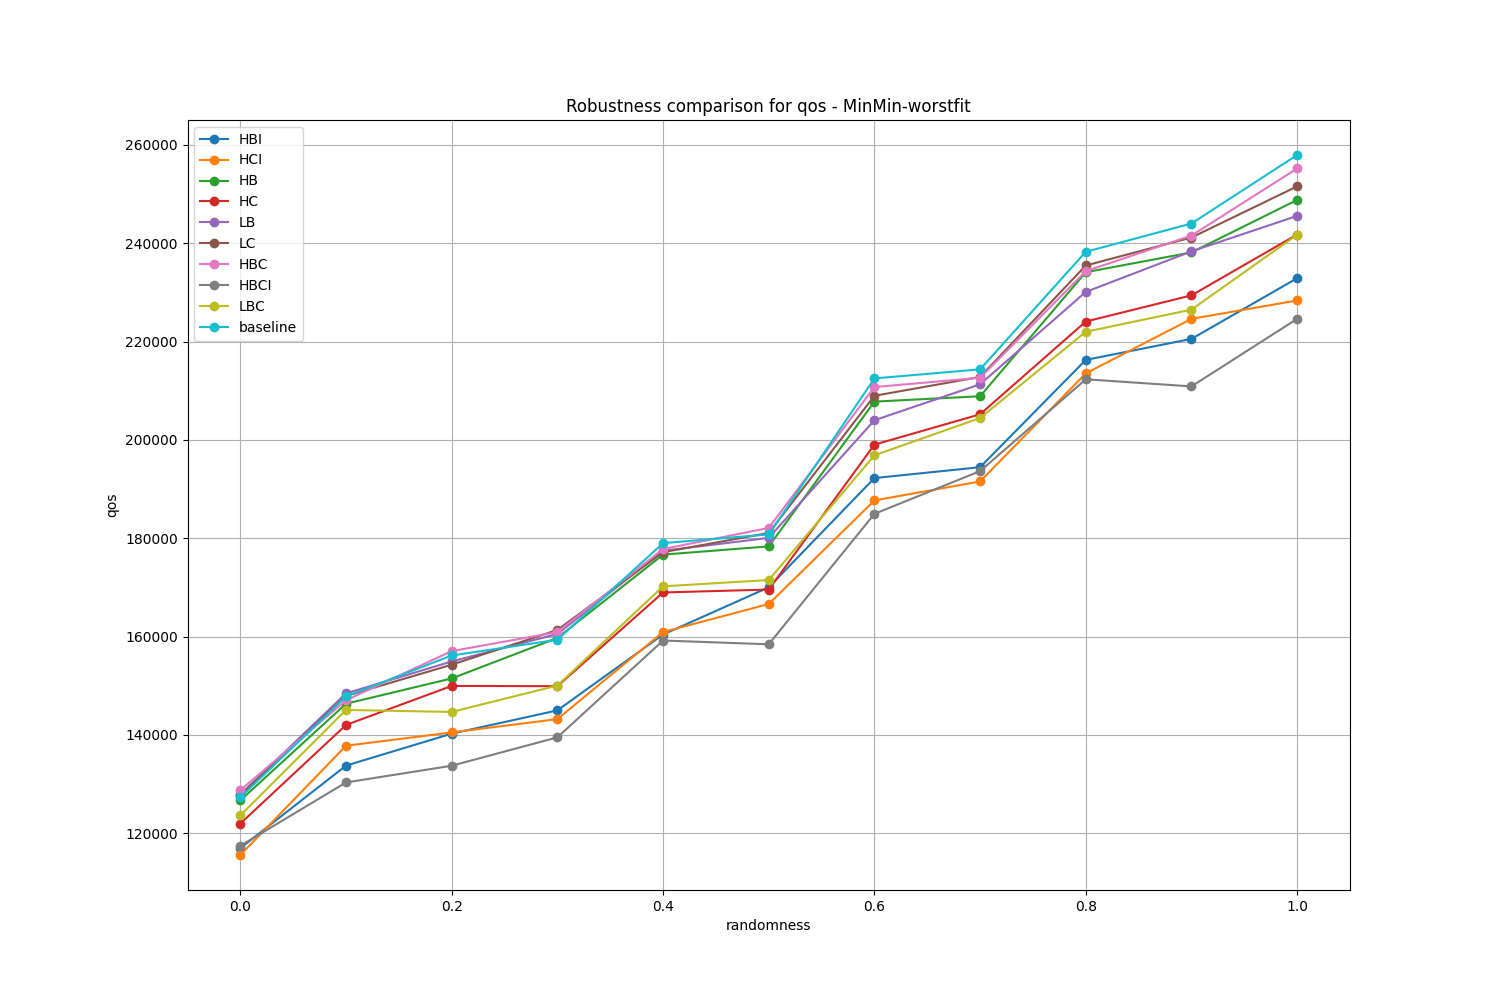 Robustness comparison for qos - MinMin-worstfit
HBI
HCI
HB
HC
LB
LC
HBC
HBCI
LBC
baseline
260000
240000
220000
200000
180000
160000
140000
120000
qos
0.0 0.2 0.4 0.6 0.8 1.0
randomness